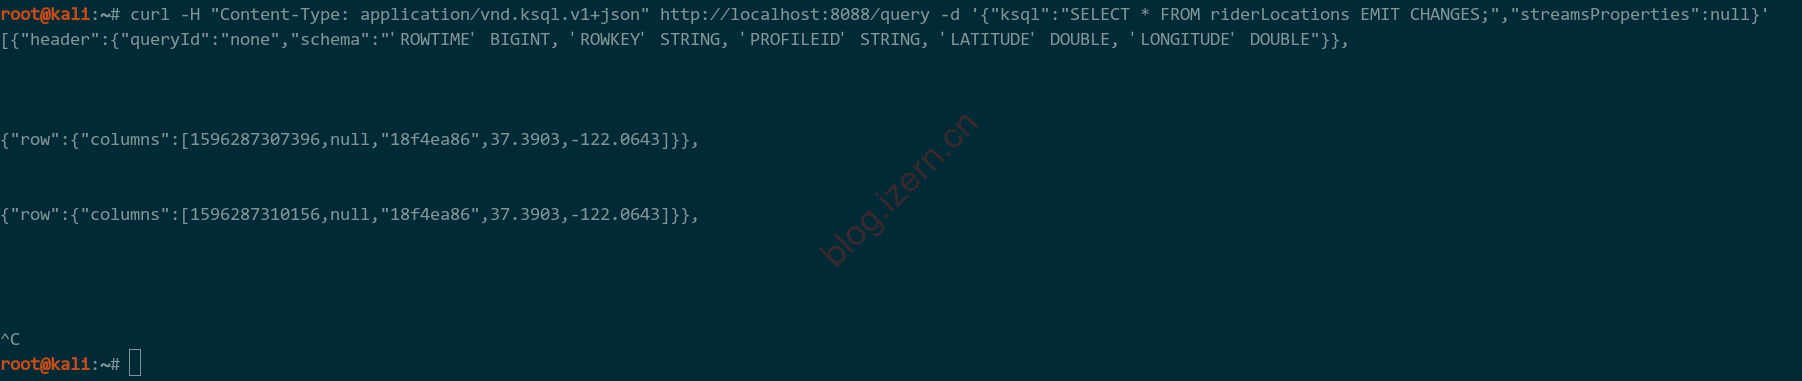 root@kali:~# curl -H "Content-Type: application/vnd.ksql.v1+json" http://localhost:8088/query -d '{"ksql":"SELECT * FROM riderLocations EMIT CHANGES;","streamsProperties":null}'
[{"header":{"queryId":"none","schema":"`ROWTIME` BIGINT, `ROWKEY` STRING, `PROFILEID` STRING, `LATITUDE` DOUBLE, `LONGITUDE` DOUBLE"}},
{"row":{"columns":[1596287307396,null,"18f4ea86",37.3903,-122.0643]}},
blog.izern.cn
{"row":{"columns":[1596287310156,null,"18f4ea86",37.3903,-122.0643]}},
^C
root@kali:~#